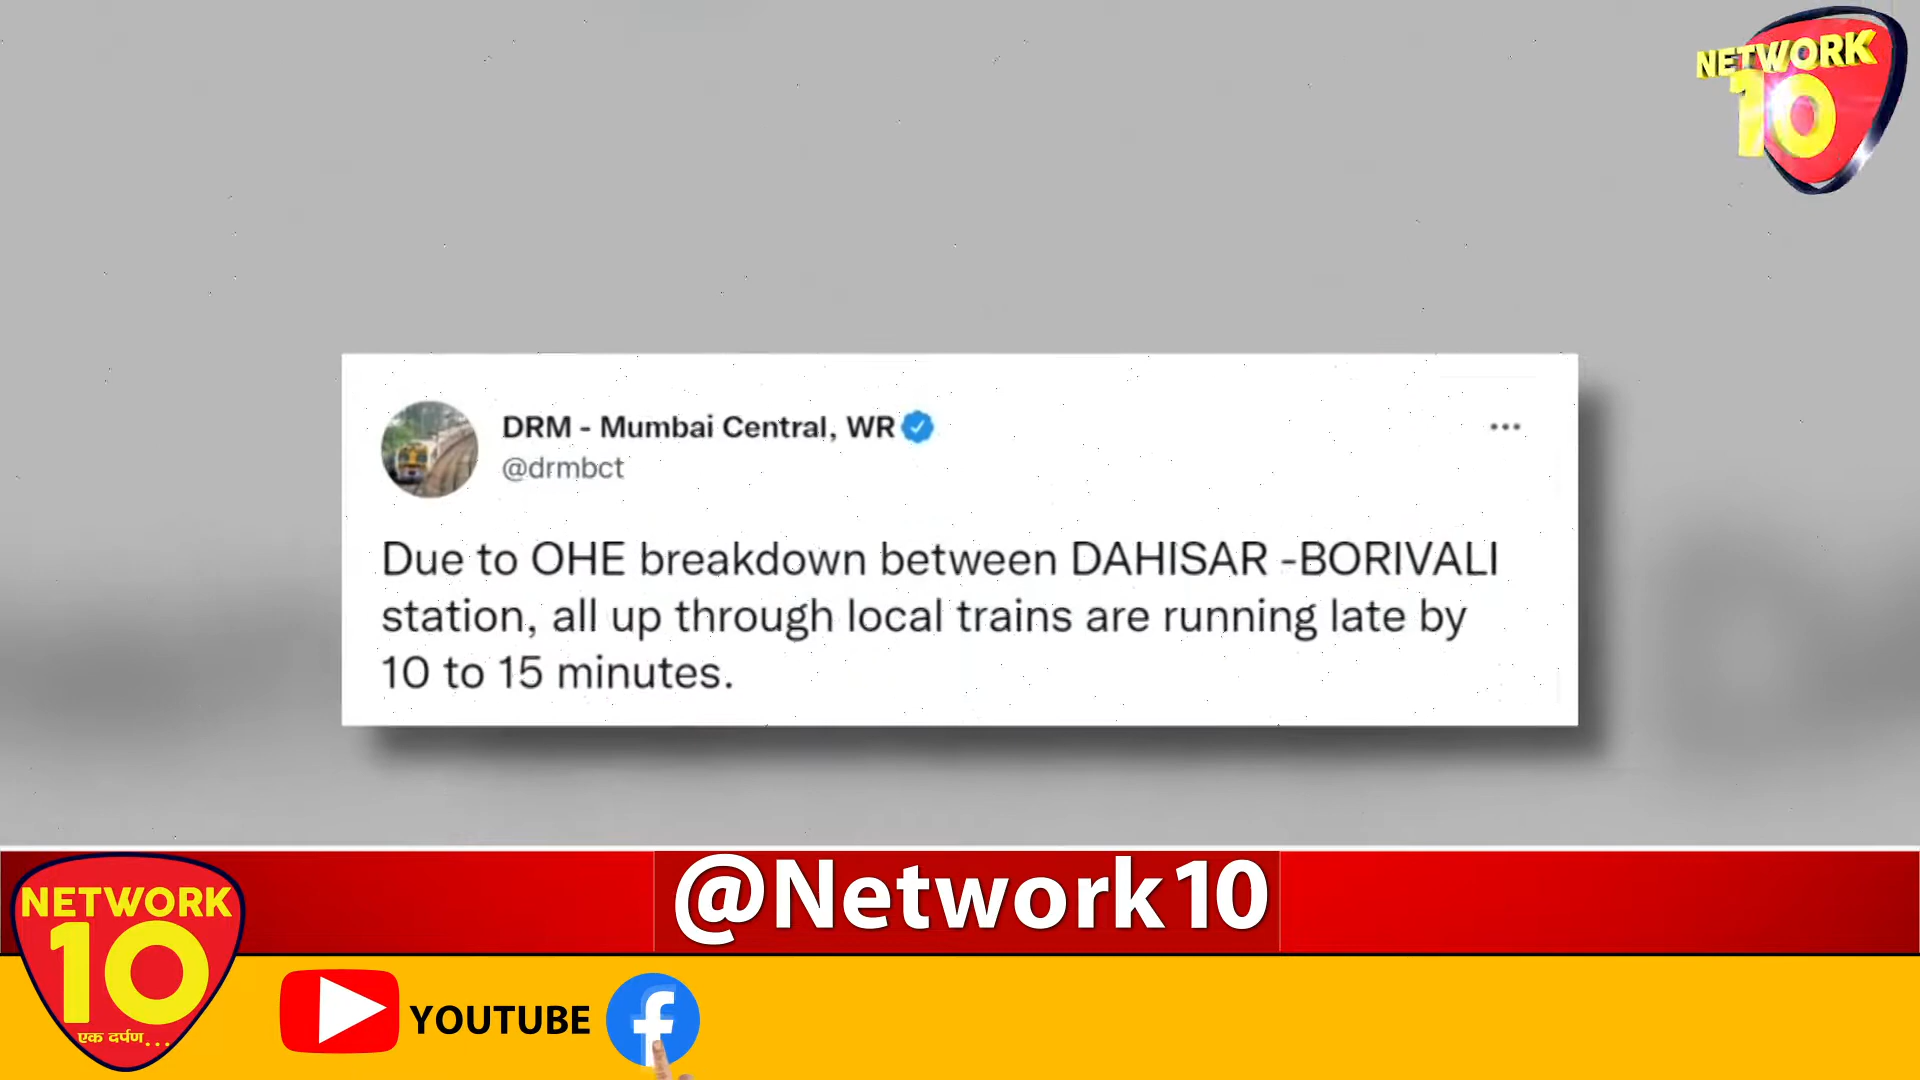 NETWORK
10
DRM - Mumbai Central, WR
@drmbct
Due to OHE breakdown between DAHISAR -BORIVALI
station, all up through local trains are running late by
10 to 15 minutes.
@Network10
NETWORK
10
एक दर्पण...
YOUTUBE